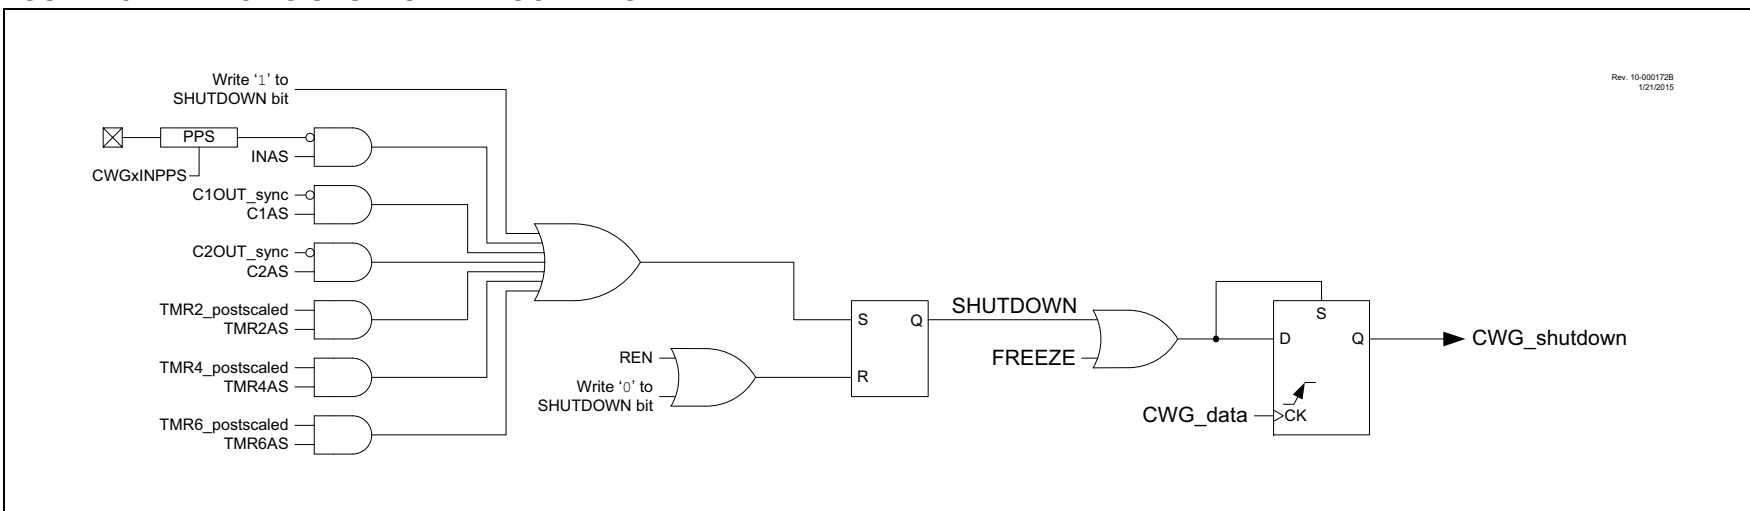 Write ‘1’ to
SHUTDOWN bit
Rev. 10-000172B
1/21/2015
PPS
INAS
CWGxINPPS
C1OUT_sync
C1AS
C2OUT_sync
C2AS
TMR2_postscaled
TMR2AS
TMR4_postscaled
TMR4AS
TMR6_postscaled
TMR6AS
REN
Write ‘0’ to
SHUTDOWN bit
S
Q
R
SHUTDOWN
FREEZE
S
D
Q
CK
CWG_data
CWG_shutdown